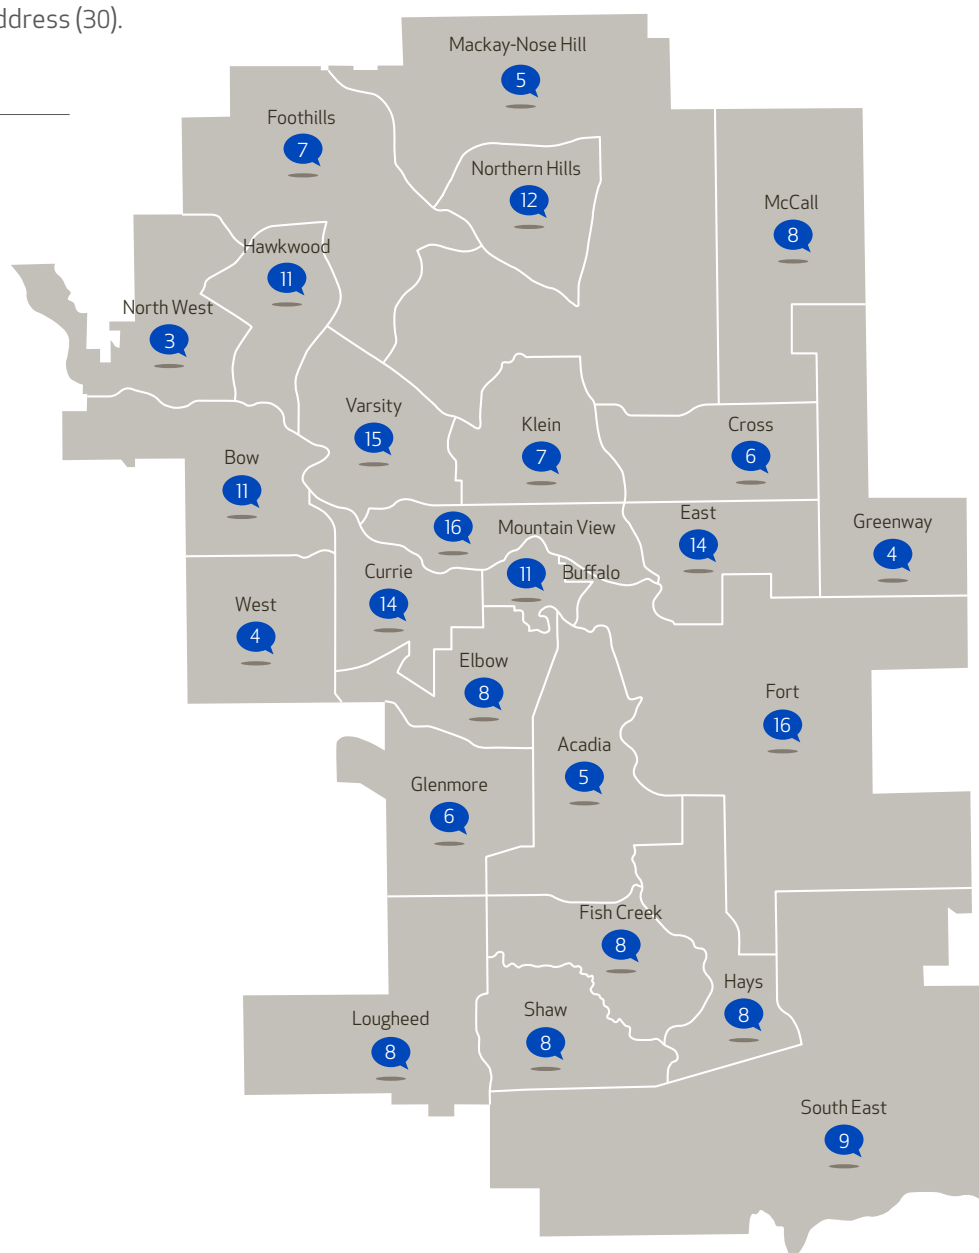 ddress (30).
Mackay-Nose Hill
5
Foothills
7
Northern Hills
12
McCall
8
Hawkwood
11
North West
3
Varsity
15
Klein
7
Cross
6
Bow
11
16
Mountain View
East
14
Greenway
4
11
Buffalo
Currie
14
West
4
Elbow
8
Fort
16
Acadia
5
Glenmore
6
Fish Creek
8
Hays
8
Shaw
8
Lougheed
8
South East
9